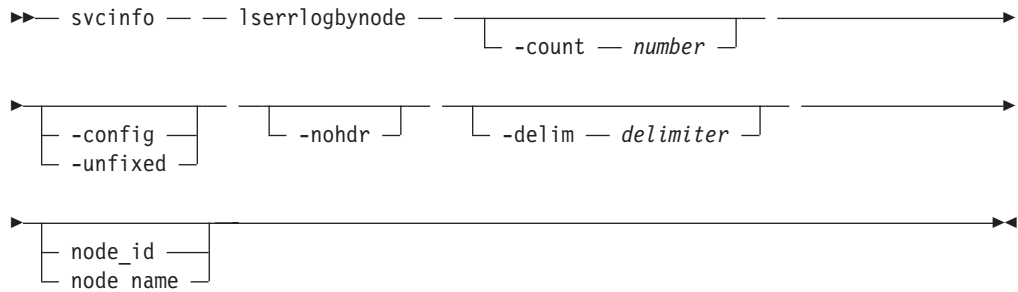 svcinfo lserrlogbynode
-count number
-config -nohdr -delim delimiter
-unfixed
node_id
node name